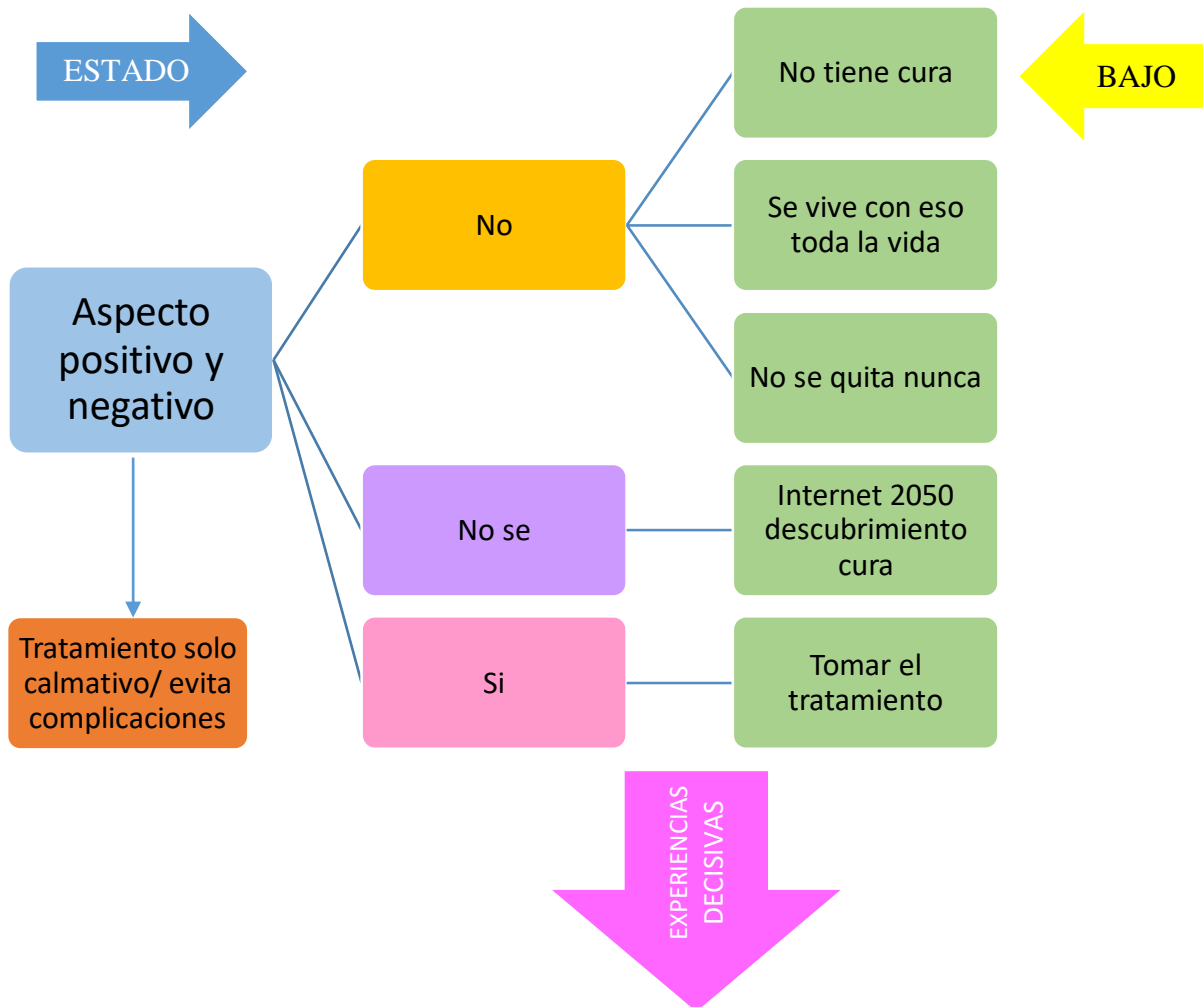 ESTADO
No tiene cura
BAJO
No
Se vive con eso
toda la vida
Aspecto
positivo y
negativo
No se quita nunca
No se
Internet 2050
descubrimiento
cura
Tratamiento solo
calmativo/ evita
complicaciones
Si
Tomar el
tratamiento
EXPERIENCIAS
DECISIVAS